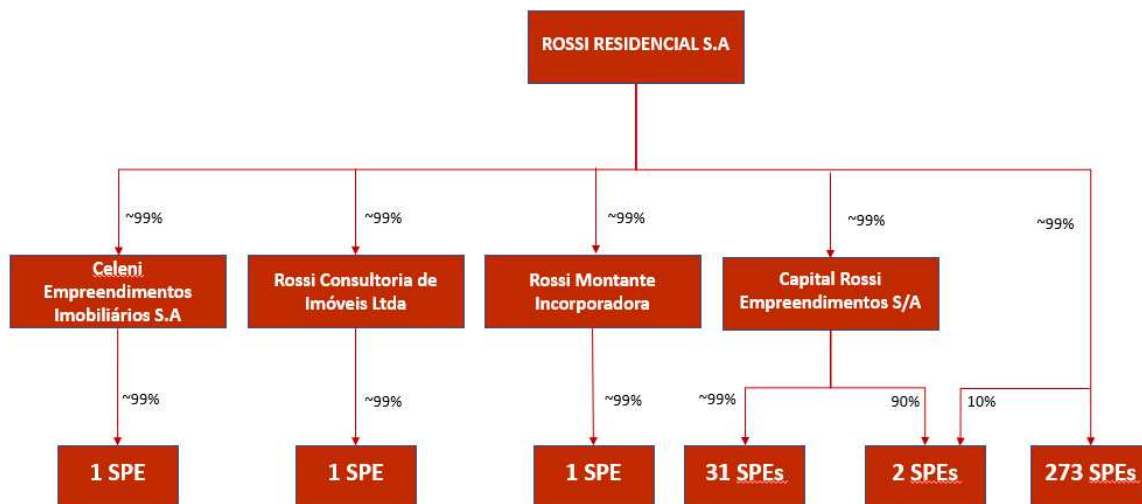 ROSSI RESIDENCIAL S.A
~99%
~99%
~99%
~99%
~99%
Celeni
Empreendimentos
Imobiliários S.A
Rossi Consultoria de
Imóveis Ltda
Rossi Montante
Incorporadora
Capital Rossi
Empreendimentos S/A
~99%
~99%
~99%
~99%
90%
10%
1 SPE
1 SPE
1 SPE
31 SPEs
2 SPEs
273 SPEs